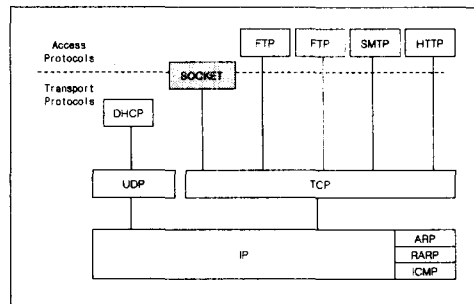 Access
Protocols
FTP FTP SMTP HTTP
SOCKET
Transport
Protocols
DHCP
UDP TCP
IP
ARP
RARP
ICMP